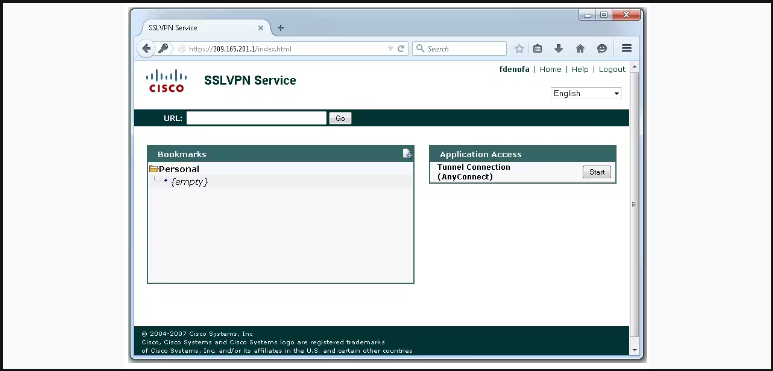 SSLVPN Service
https://209.165.201.1/index.html
Search
fdenofa | Home | Help | Logout
CISCO
SSLVPN Service
English
URL:
Go
Bookmarks
Personal
* {empty}
Application Access
Tunnel Connection
(AnyConnect)
Start
© 2004-2007 Cisco Systems, Inc
Cisco, Cisco Systems and Cisco Systems logo are registered trademarks
of Cisco Systems, Inc. and/or its affiliates in the U.S. and certain other countries